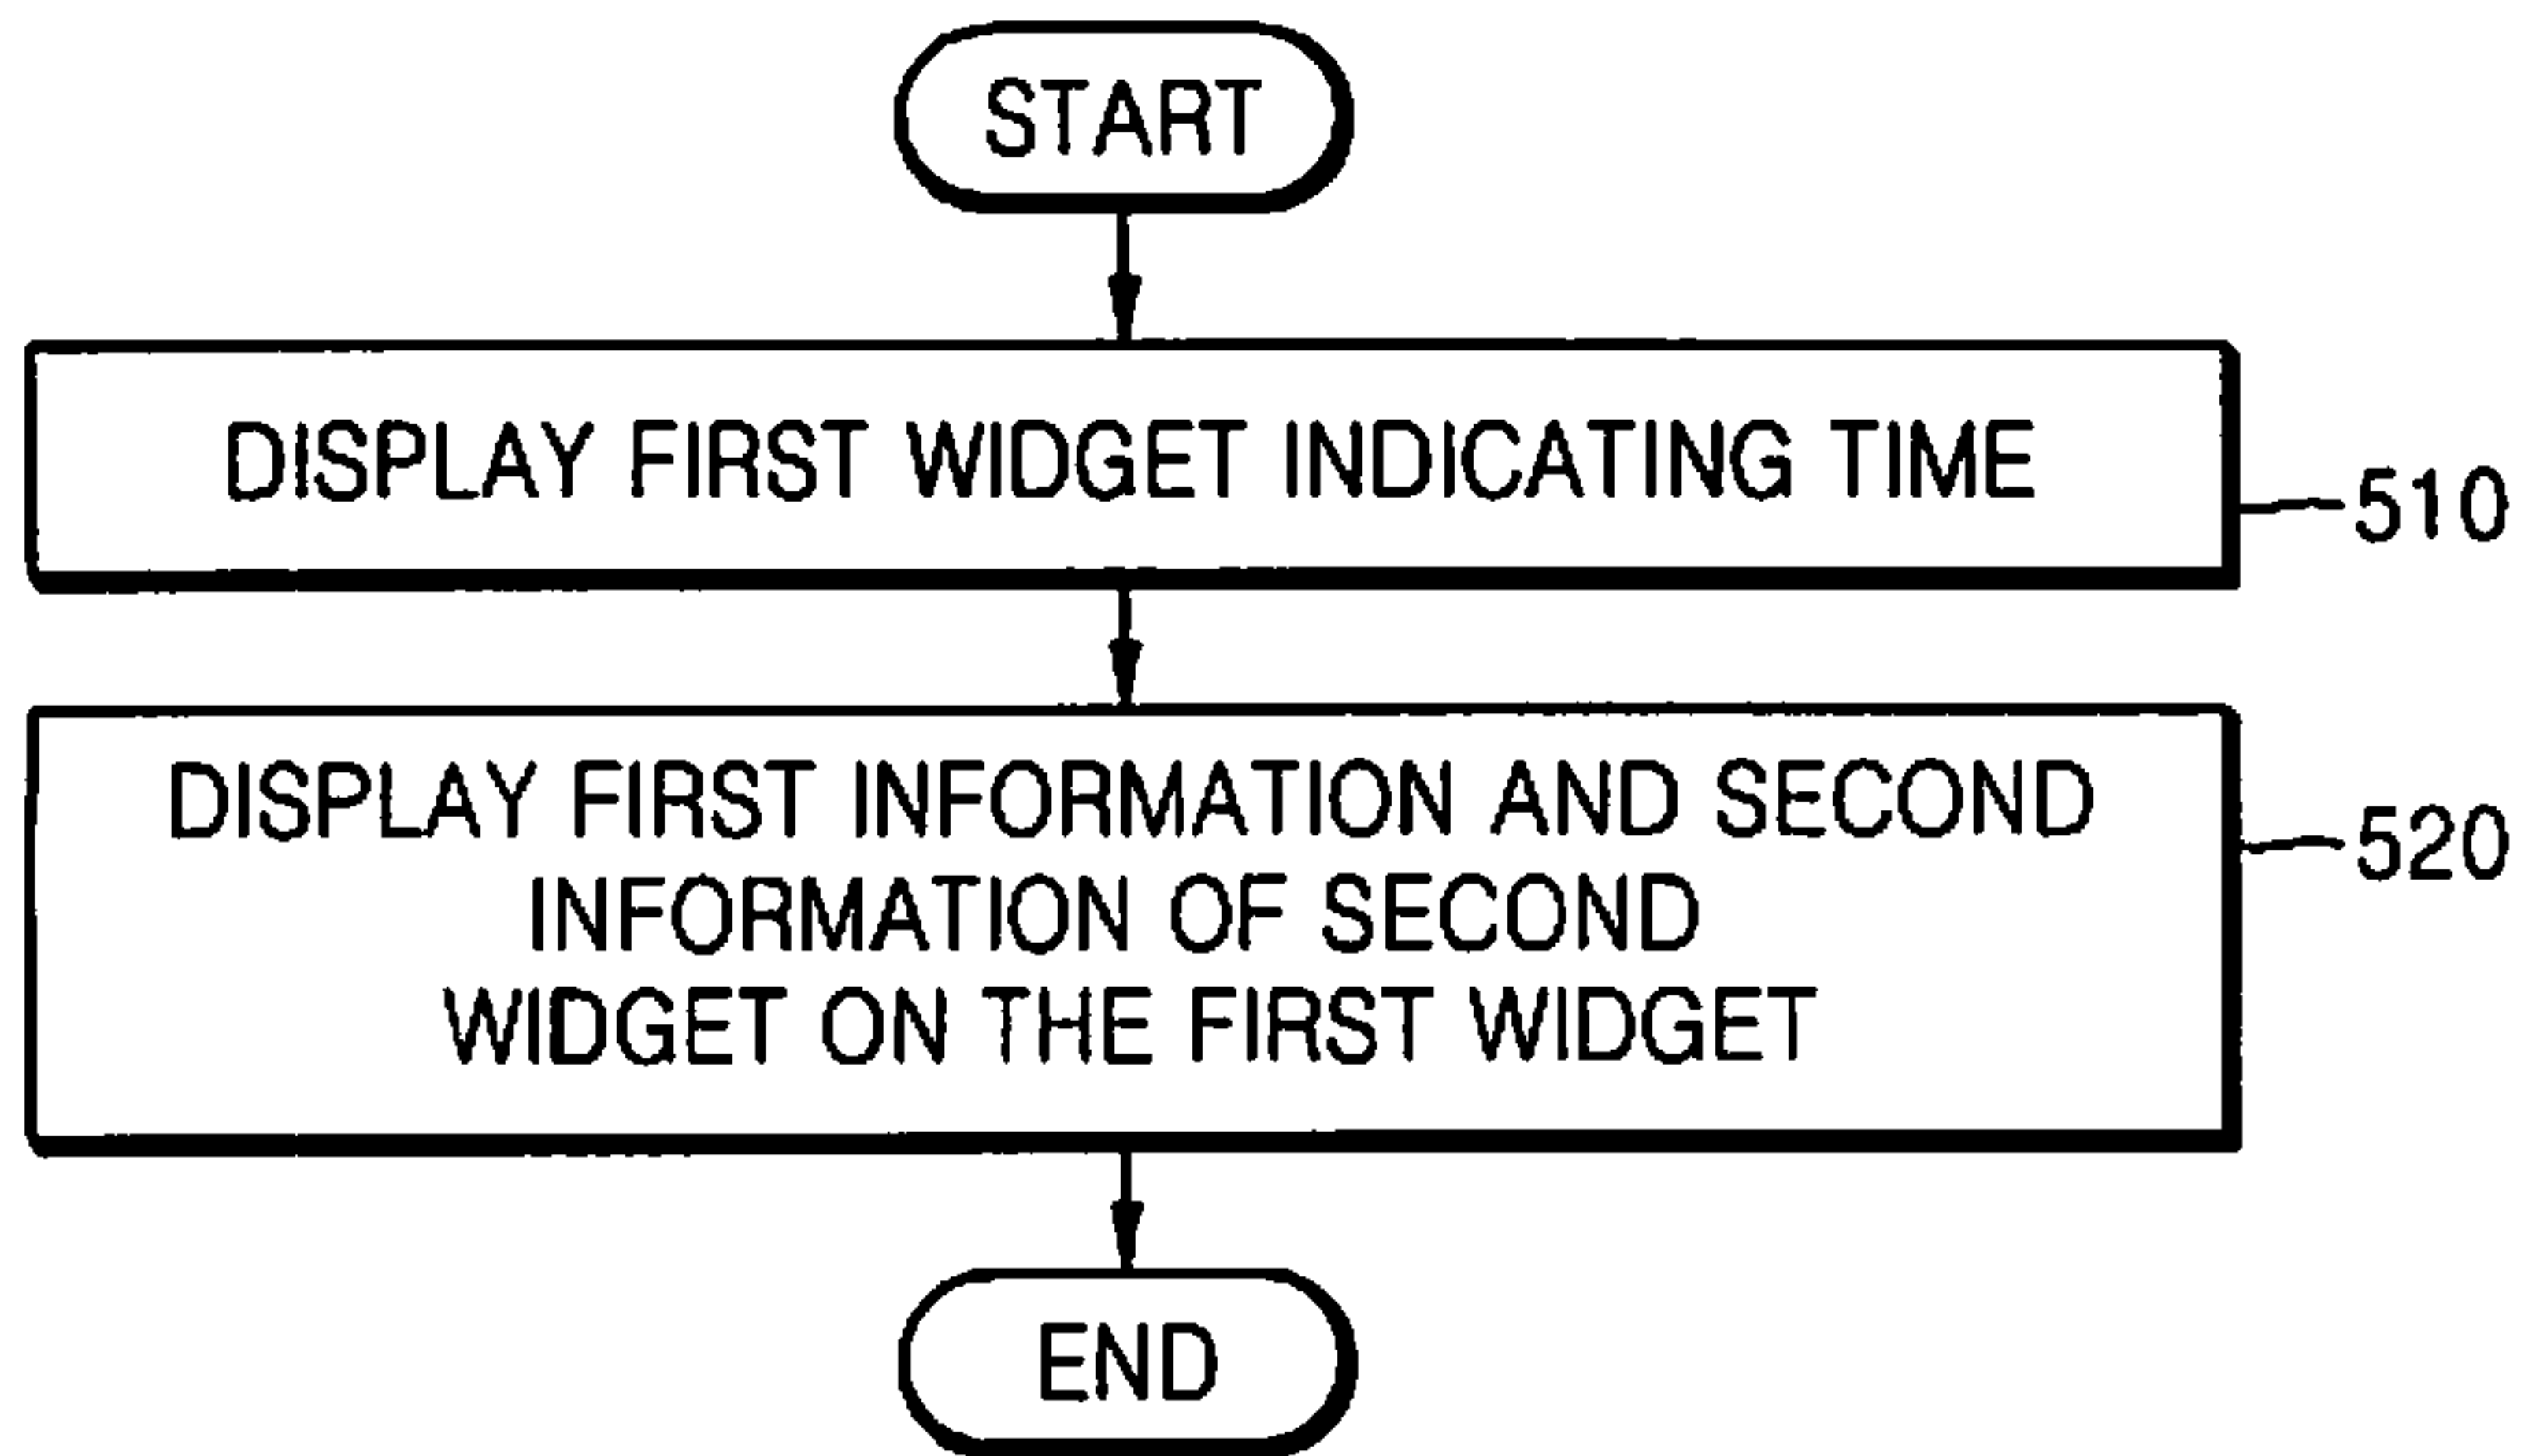 START
DISPLAY FIRST WIDGET INDICATING TIME
510
DISPLAY FIRST INFORMATION AND SECOND
INFORMATION OF SECOND
WIDGET ON THE FIRST WIDGET
520
END